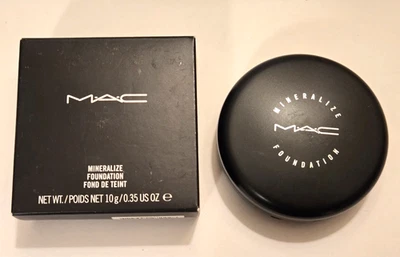 MAC
MINERALIZE
FOUNDATION
FOND DE TEINT
NET WT./POIDS NET 10 g/0.35 US OZ ℮
MINERALIZE
MAC
FOUNDATION